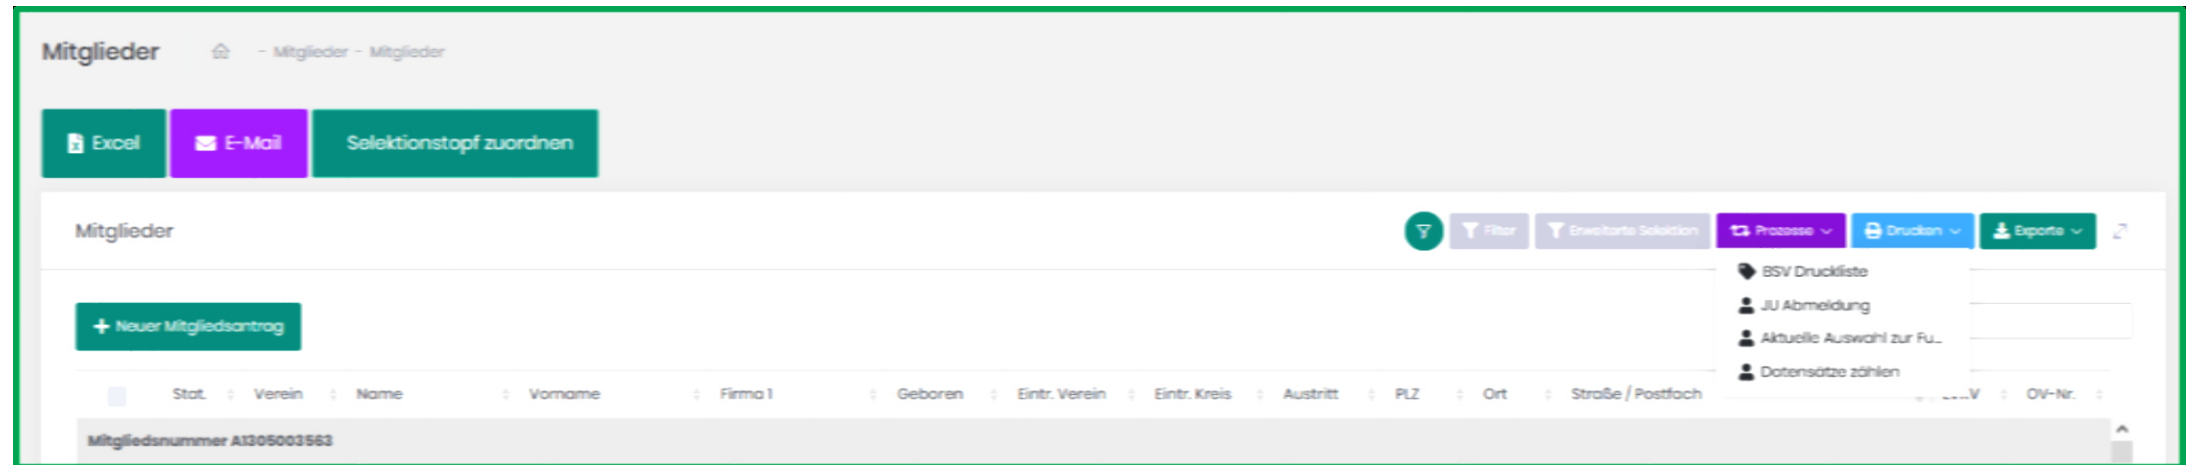 Mitglieder - Mitglieder - Mitglieder
Excel E-Mail Selektionstopf zuordnen
Mitglieder Filter Erweiterte Selektion Prozesse Drucken Exporte
BSV Druckliste
JU Abmeldung
+ Neuer Mitgliedsantrag
Aktuelle Auswahl zur Fu...
Datensätze zählen
Stat. Verein Name Vorname Firma 1 Geboren Eintr. Verein Eintr. Kreis Austritt PLZ Ort Straße / Postfach OV-Nr.
Mitgliedsnummer A1305003563